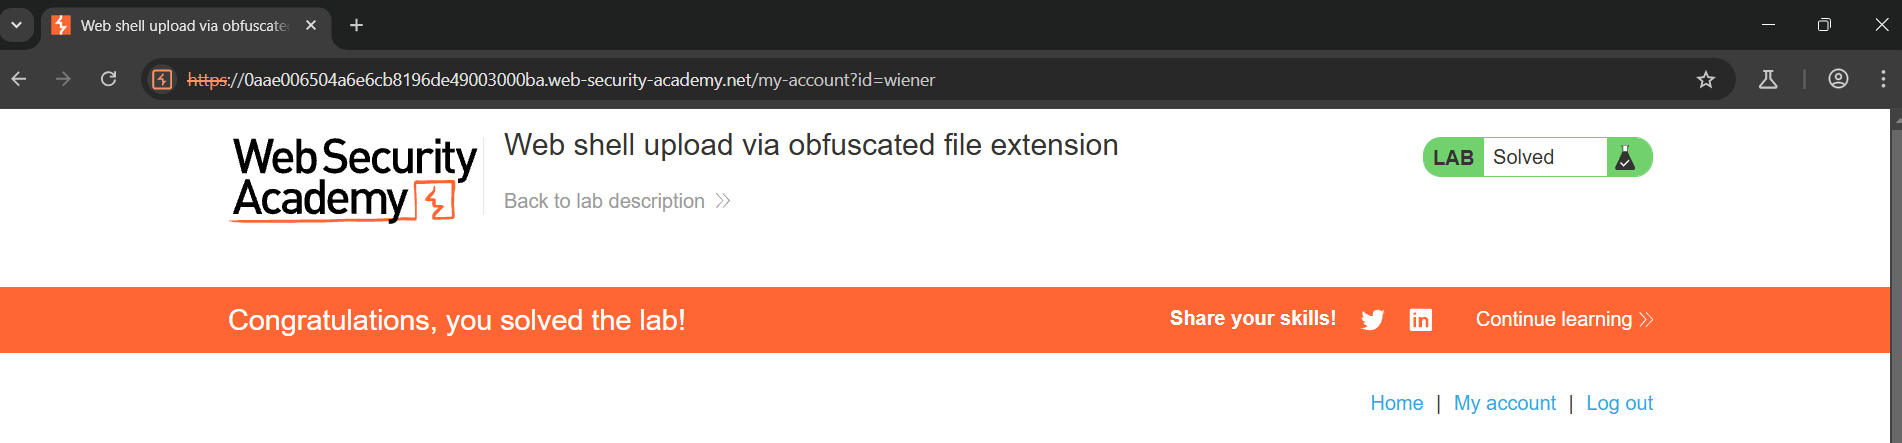 Web shell upload via obfuscate
https://0aae006504a6e6cb8196de49003000ba.web-security-academy.net/my-account?id=wiener
Web Security
Academy
Web shell upload via obfuscated file extension
Back to lab description
LAB Solved
Congratulations, you solved the lab!
Share your skills!
in
Continue learning
Home | My account | Log out